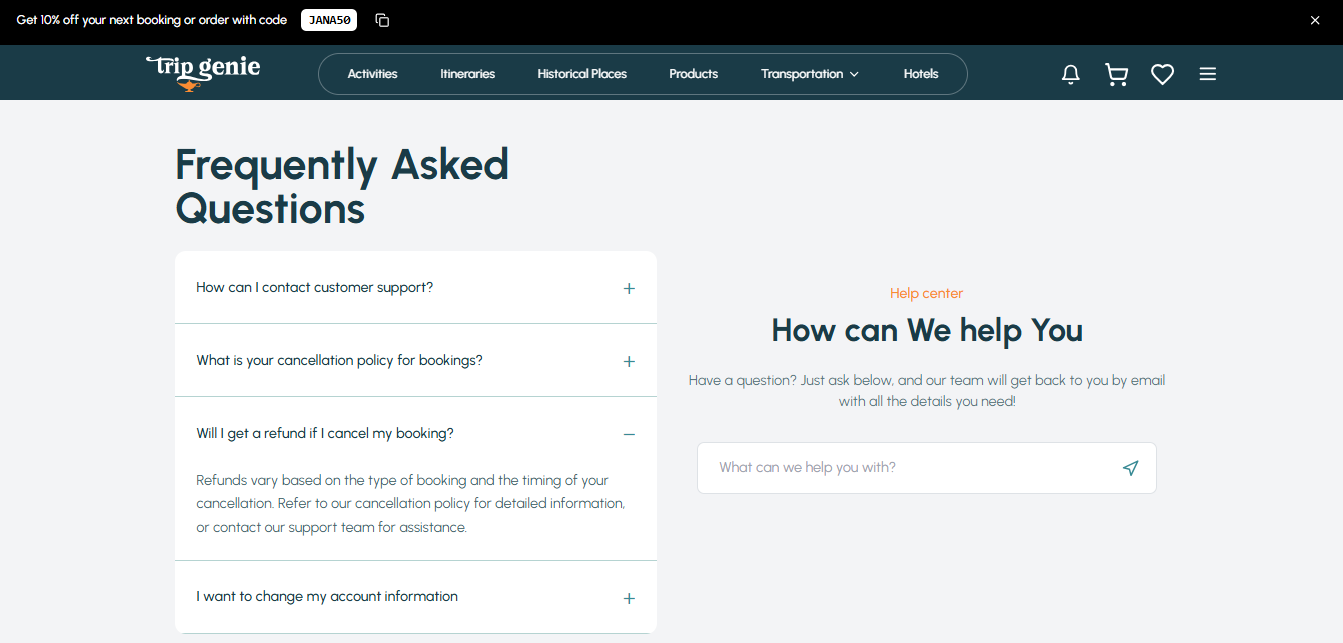 Get 10% off your next booking or order with code JANA50
trip genie
Activities Itineraries Historical Places Products Transportation Hotels
Frequently Asked
Questions
How can I contact customer support?
What is your cancellation policy for bookings?
Will I get a refund if I cancel my booking?
Refunds vary based on the type of booking and the timing of your
cancellation. Refer to our cancellation policy for detailed information,
or contact our support team for assistance.
I want to change my account information
Help center
How can We help You
Have a question? Just ask below, and our team will get back to you by email
with all the details you need!
What can we help you with?